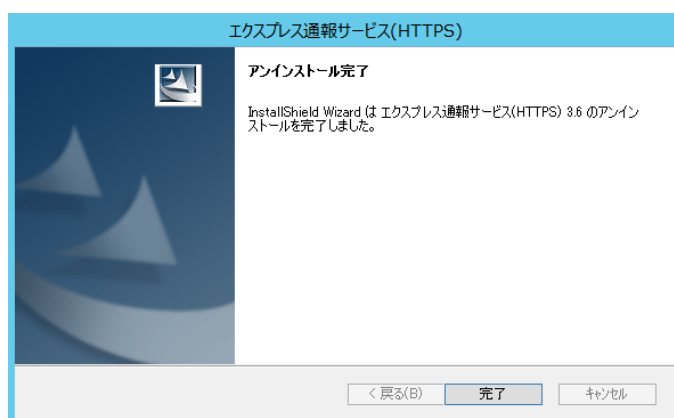 エクスプレス通報サービス(HTTPS)
アンインストール完了
InstallShield Wizard は エクスプレス通報サービス(HTTPS) 3.6 のアンイン
ストールを完了しました。
< 戻る(B)
完了
キャンセル